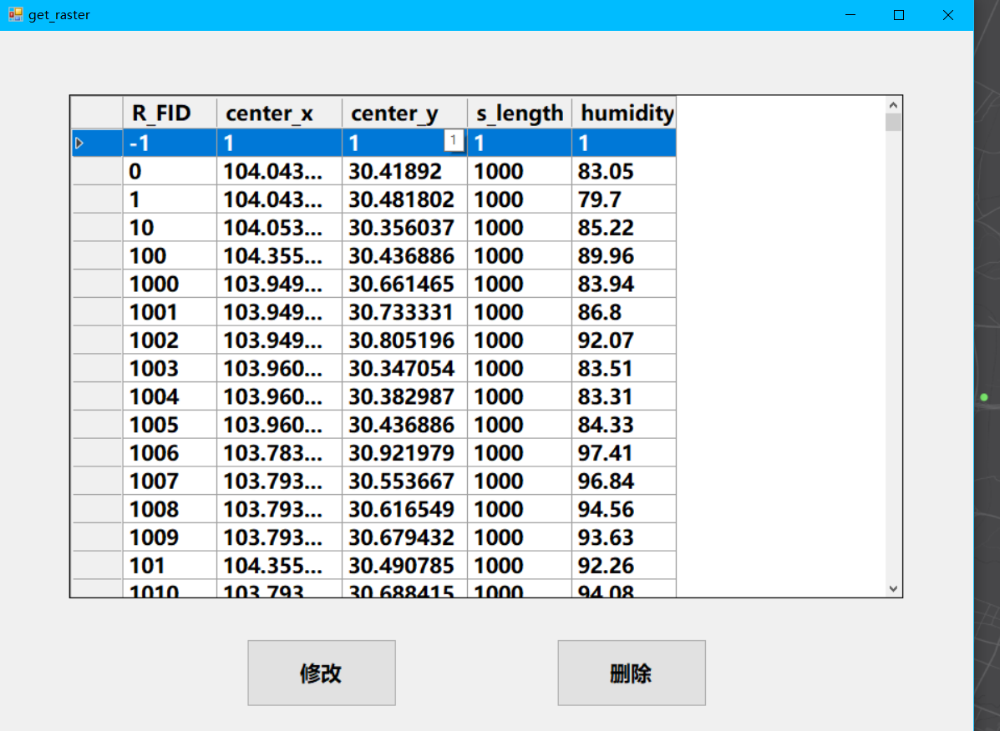 get_raster
R_FID center_x center_y s_length humidity
-1 1 1 1 1 1
0 104.043... 30.41892 1000 83.05
1 104.043... 30.481802 1000 79.7
10 104.053... 30.356037 1000 85.22
100 104.355... 30.436886 1000 89.96
1000 103.949... 30.661465 1000 83.94
1001 103.949... 30.733331 1000 86.8
1002 103.949... 30.805196 1000 92.07
1003 103.960... 30.347054 1000 83.51
1004 103.960... 30.382987 1000 83.31
1005 103.960... 30.436886 1000 84.33
1006 103.783... 30.921979 1000 97.41
1007 103.793... 30.553667 1000 96.84
1008 103.793... 30.616549 1000 94.56
1009 103.793... 30.679432 1000 93.63
101 104.355... 30.490785 1000 92.26
1010 103.793 30.688415 1000 94.08
修改 删除